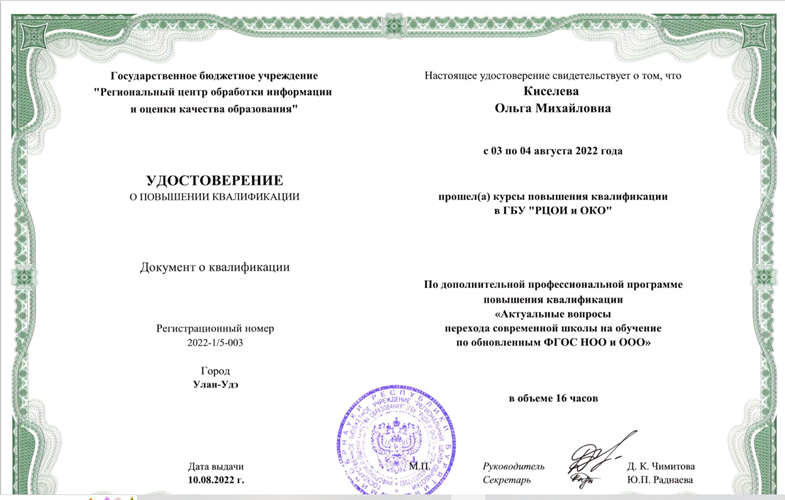 Государственное бюджетное учреждение
"Региональный центр обработки информации
и оценки качества образования"
УДОСТОВЕРЕНИЕ
О ПОВЫШЕНИИ КВАЛИФИКАЦИИ
Документ о квалификации
Регистрационный номер
2022-1/5-003
Город
Улан-Удэ
Дата выдачи
10.08.2022 г.
Настоящее удостоверение свидетельствует о том, что
Киселева
Ольга Михайловна
с 03 по 04 августа 2022 года
прошел(а) курсы повышения квалификации
в ГБУ "РЦОИ и ОКО"
По дополнительной профессиональной программе
повышения квалификации
«Актуальные вопросы
перехода современной школы на обучение
по обновленным ФГОС НОО и ООО»
в объеме 16 часов
М.П.
Руководитель Д. К. Чимитова
Секретарь Ю.П. Раднаева